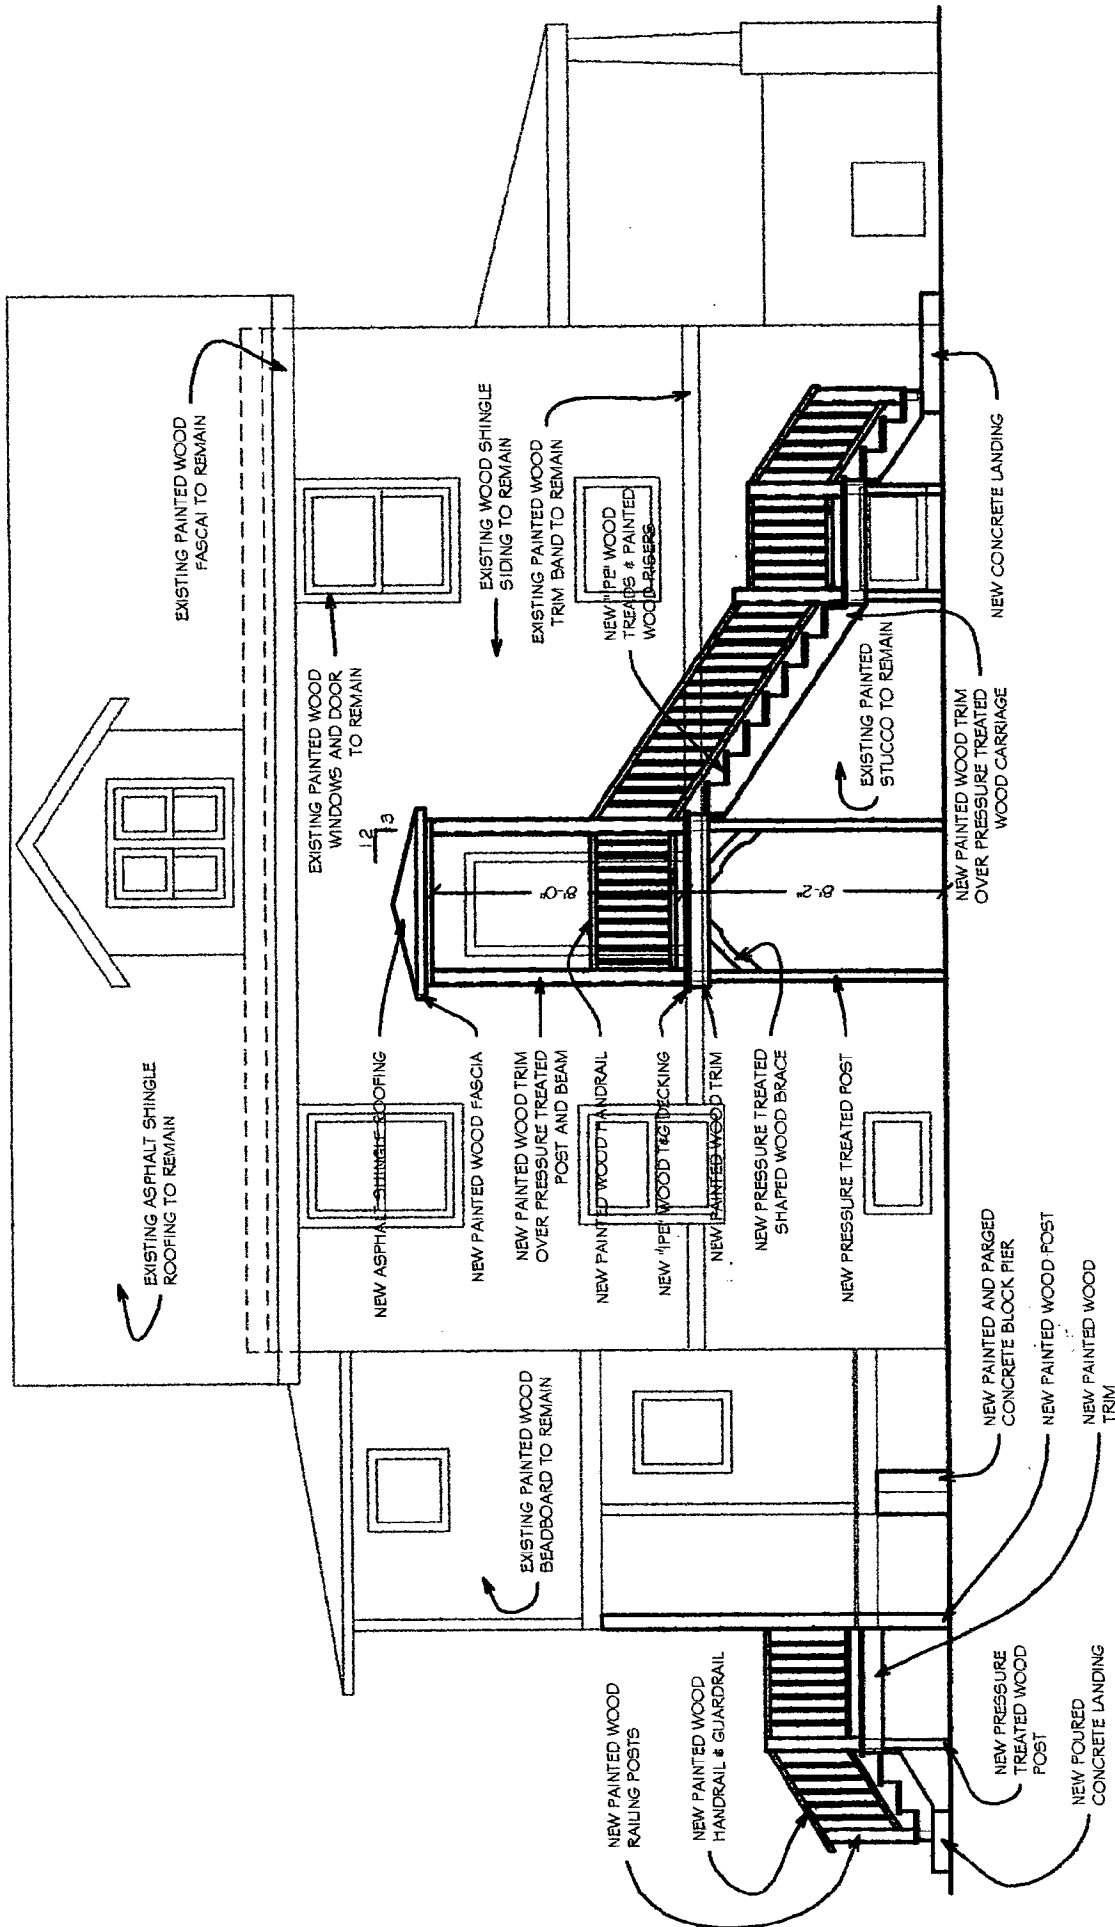 EXISTING ASPHALT SHINGLE
ROOFING TO REMAIN
EXISTING PAINTED WOOD
FASCAI TO REMAIN
EXISTING PAINTED WOOD
WINDOWS AND DOOR
TO REMAIN
12
3
EXISTING WOOD SHINGLE
SIDING TO REMAIN
EXISTING PAINTED WOOD
TRIM BAND TO REMAIN
NEW "IPE' WOOD
TREADS & PAINTED
WOOD RISERS
EXISTING PAINTED
STUCCO TO REMAIN
NEW ASPHALT SHINGLE ROOFING
NEW PAINTED WOOD FASCIA
NEW PAINTED WOOD TRIM
OVER PRESSURE TREATED
POST AND BEAM
NEW PAINTED WOOD HANDRAIL
NEW "IPE' WOOD T&G DECKING
NEW PAINTED WOOD TRIM
NEW PRESSURE TREATED
SHAPED WOOD BRACE
NEW PRESSURE TREATED POST
8'-0"
8'-2"
EXISTING PAINTED WOOD
BEADBOARD TO REMAIN
NEW PAINTED WOOD
RAILING POSTS
NEW PAINTED WOOD
HANDRAIL & GUARDRAIL
NEW PRESSURE
TREATED WOOD
POST
NEW POURED
CONCRETE LANDING
NEW PAINTED AND PARGED
CONCRETE BLOCK PIER
NEW PAINTED WOOD POST
NEW PAINTED WOOD
TRIM
NEW PAINTED WOOD TRIM
OVER PRESSURE TREATED
WOOD CARRIAGE
NEW CONCRETE LANDING